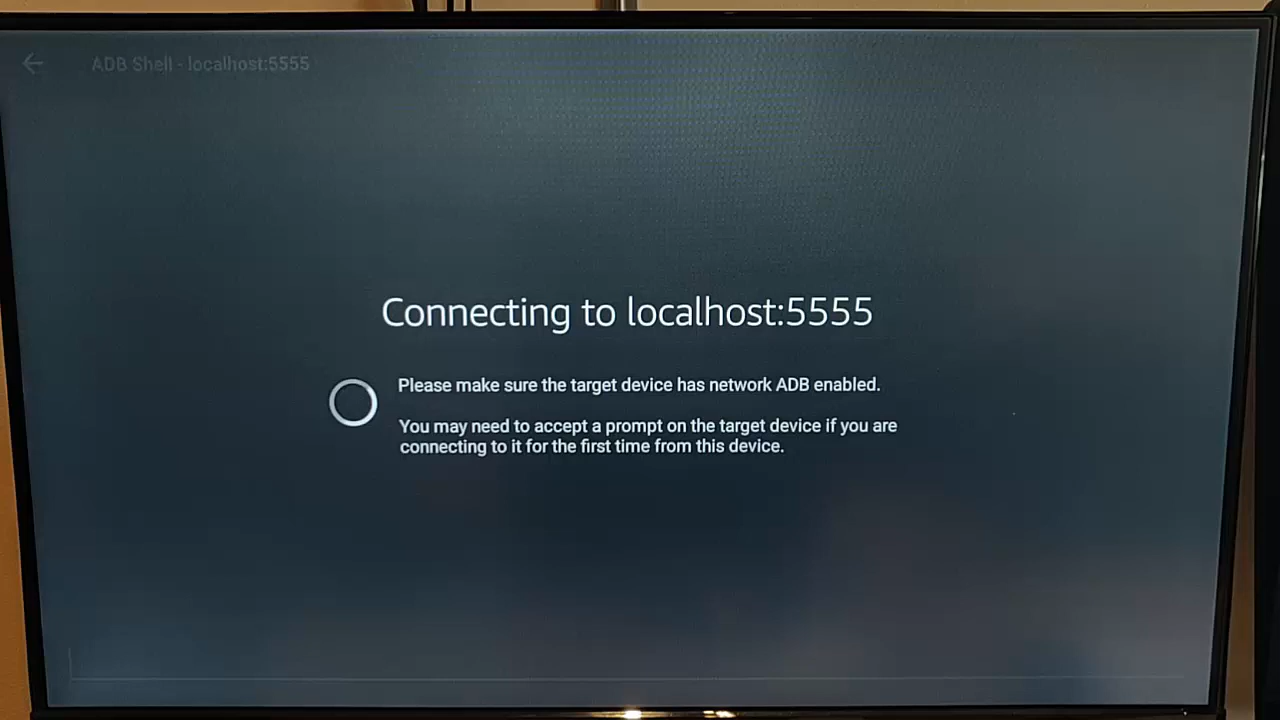 ADB Shell - localhost:5555
Connecting to localhost:5555
Please make sure the target device has network ADB enabled.
You may need to accept a prompt on the target device if you are
connecting to it for the first time from this device.